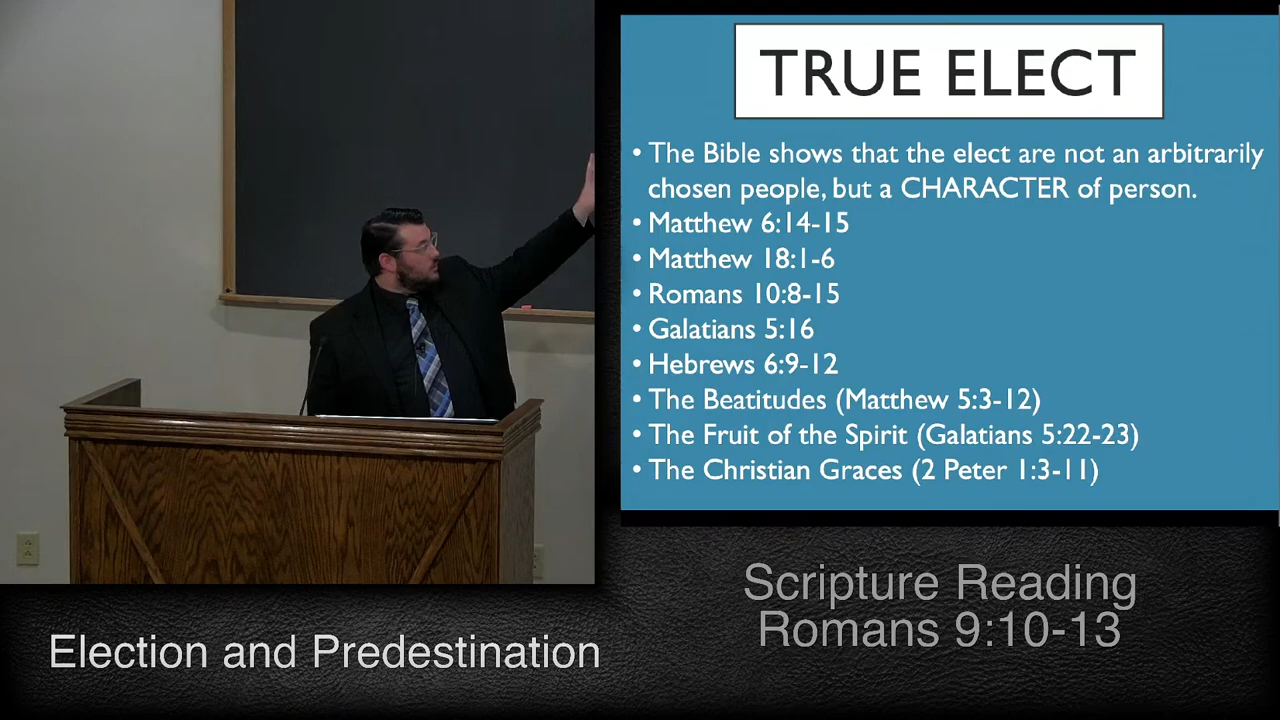 TRUE ELECT
• The Bible shows that the elect are not an arbitrarily
chosen people, but a CHARACTER of person.
• Matthew 6:14-15
• Matthew 18:1-6
• Romans 10:8-15
• Galatians 5:16
• Hebrews 6:9-12
• The Beatitudes (Matthew 5:3-12)
• The Fruit of the Spirit (Galatians 5:22-23)
• The Christian Graces (2 Peter 1:3-11)
Scripture Reading
Romans 9:10-13
Election and Predestination